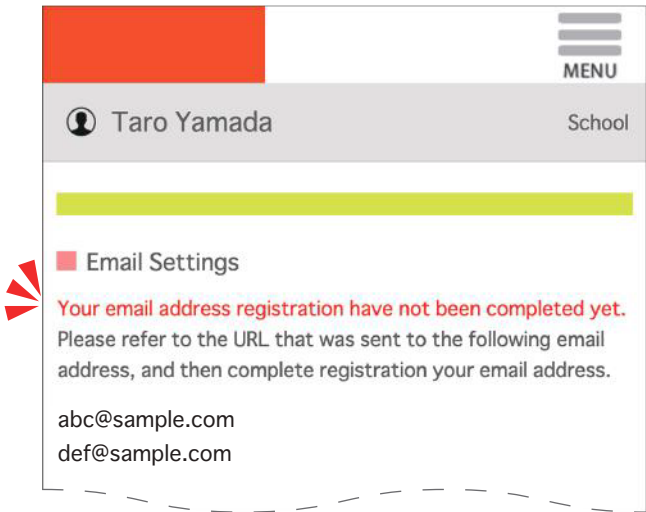 MENU
Taro Yamada
School
Email Settings
Your email address registration have not been completed yet.
Please refer to the URL that was sent to the following email
address, and then complete registration your email address.
abc@sample.com
def@sample.com